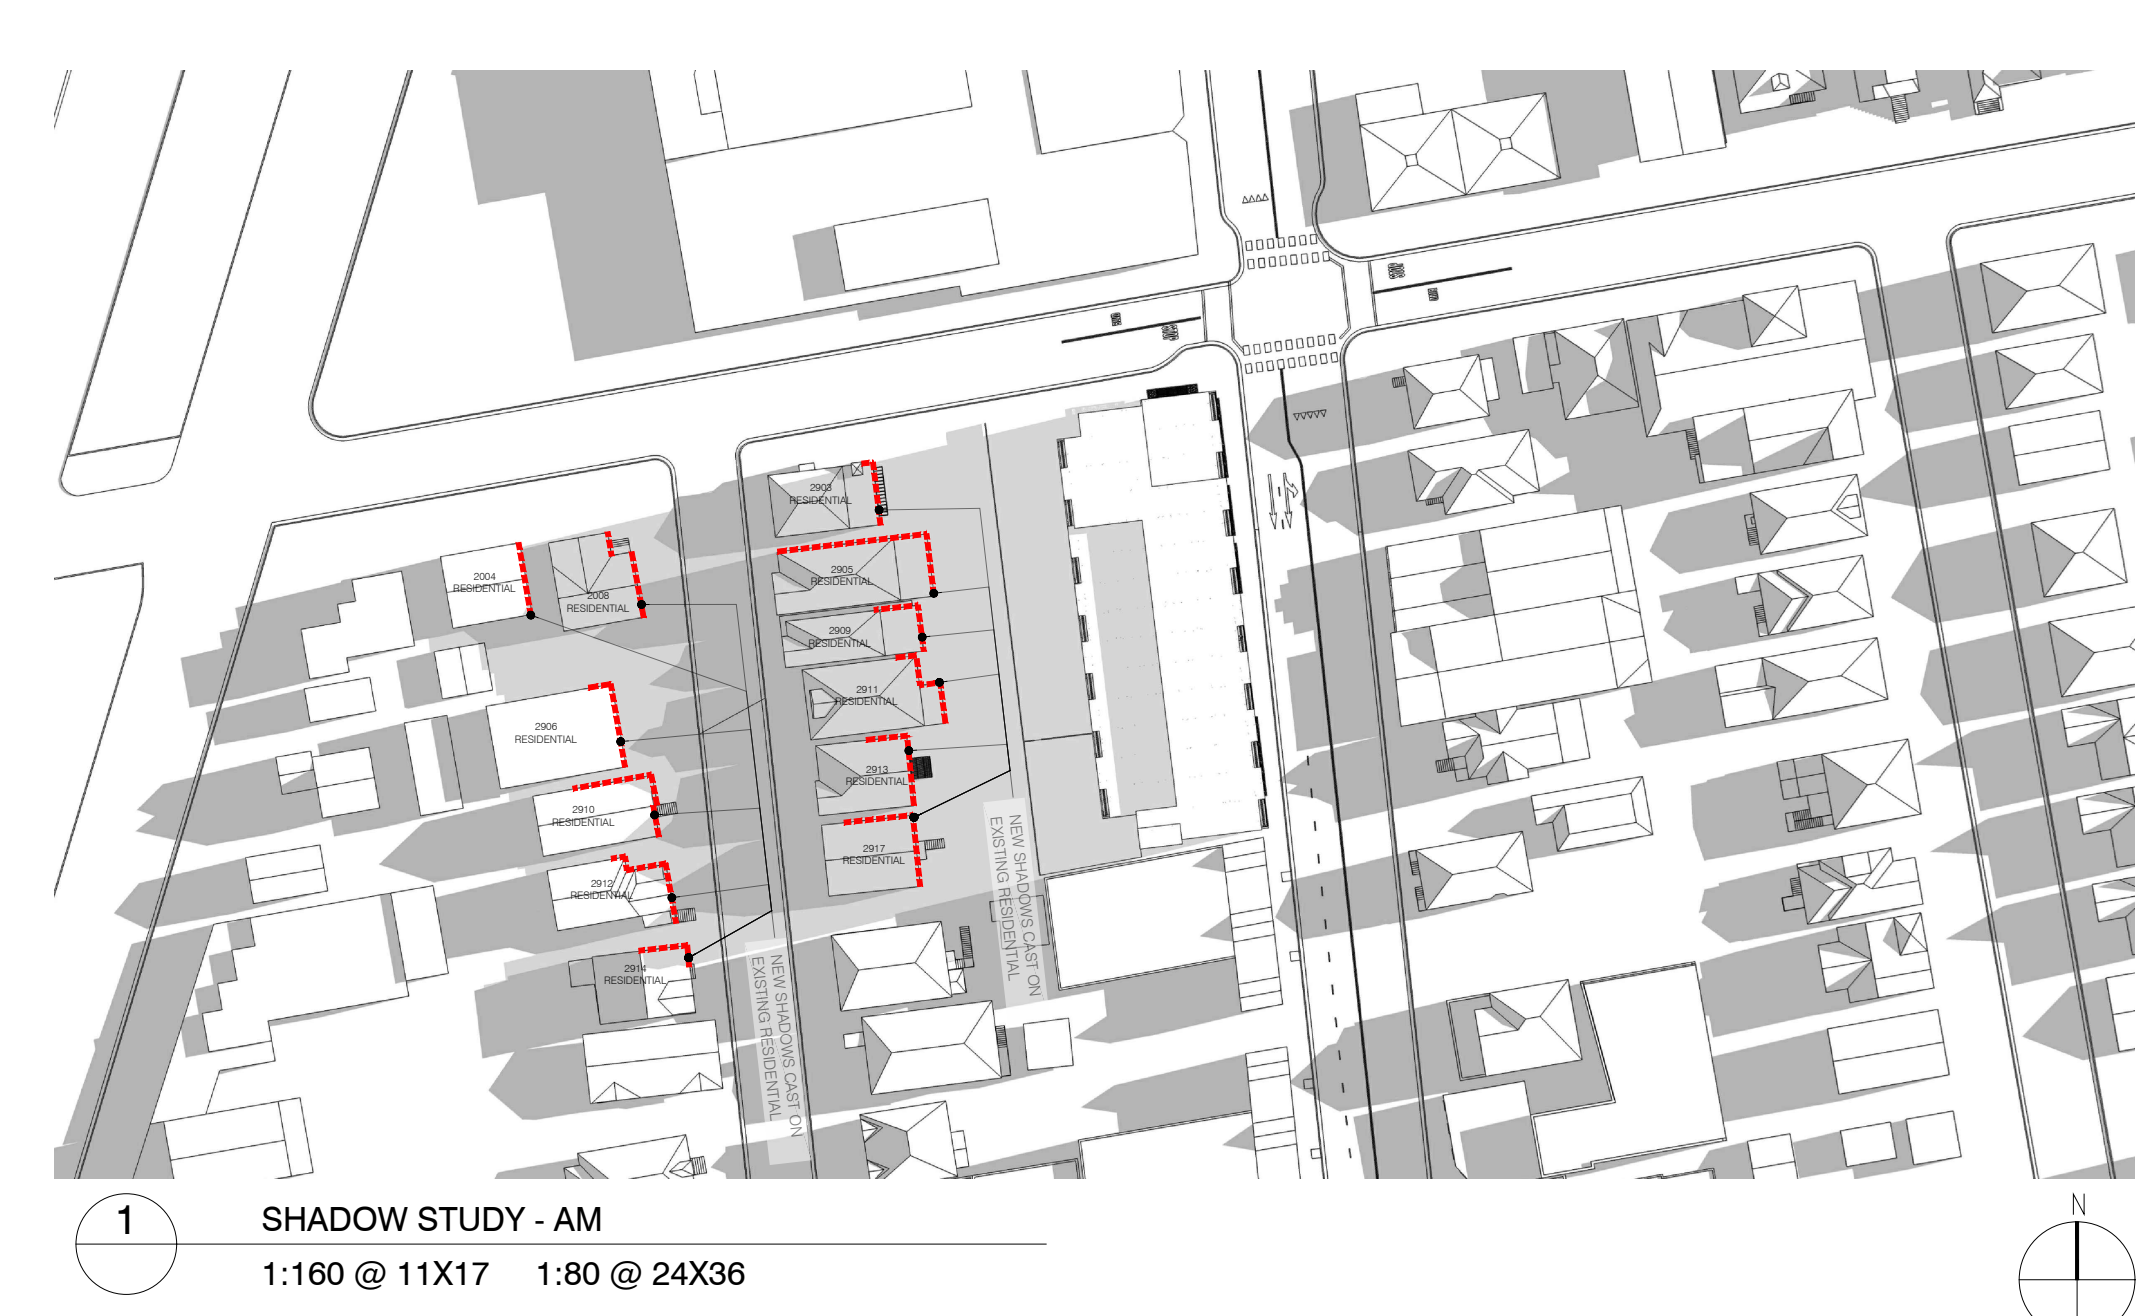 2903
RESIDENTIAL
2004
RESIDENTIAL
2008
RESIDENTIAL
2905
RESIDENTIAL
2909
RESIDENTIAL
2911
RESIDENTIAL
2906
RESIDENTIAL
2913
RESIDENTIAL
2910
RESIDENTIAL
2917
RESIDENTIAL
2912
RESIDENTIAL
2914
RESIDENTIAL
NEW SHADOWS CAST ON
EXISTING RESIDENTIAL
NEW SHADOWS CAST ON
EXISTING RESIDENTIAL
1
SHADOW STUDY - AM
1:160 @ 11X17 1:80 @ 24X36
N